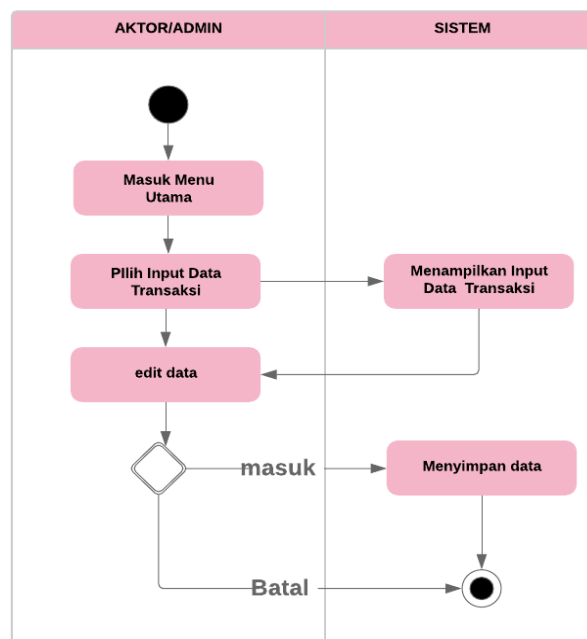 AKTOR/ADMIN
SISTEM
Masuk Menu
Utama
PIlih Input Data
Transaksi
Menampilkan Input
Data Transaksi
edit data
masuk
Menyimpan data
Batal